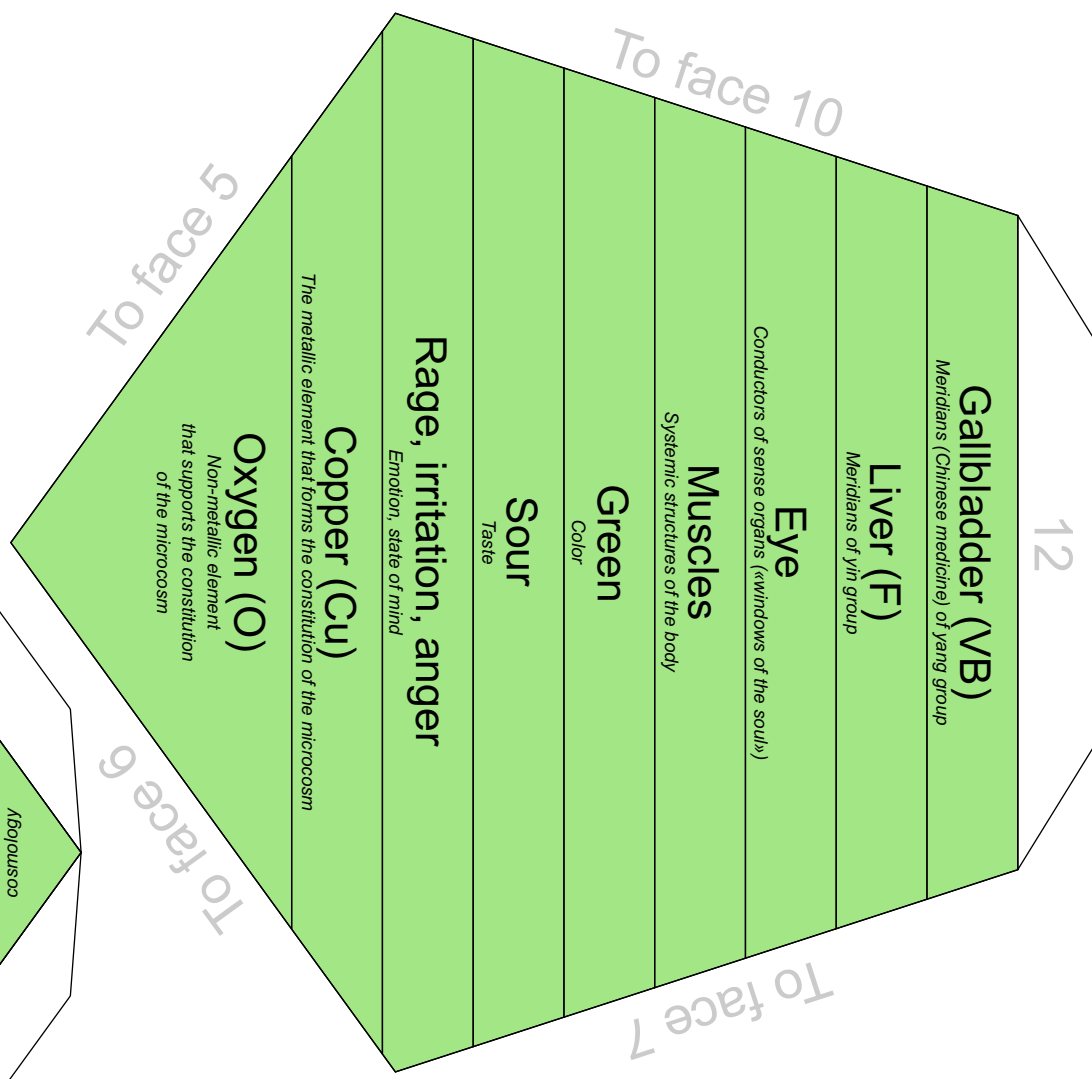 Gallbladder (VB)
Meridians (Chinese medicine) of yang group
Liver (F)
Meridians of yin group
Eye
Conductors of sense organs («windows of the soul»)
Muscles
Systemic structures of the body
Green
Color
Sour
Taste
Rage, irritation, anger
Emotion, state of mind
Copper (Cu)
The metallic element that forms the constitution of the microcosm
Oxygen (O)
Non-metallic element
that supports the constitution
of the microcosm
To face 10
To face 5
To face 6
To face 7
12
cosmology